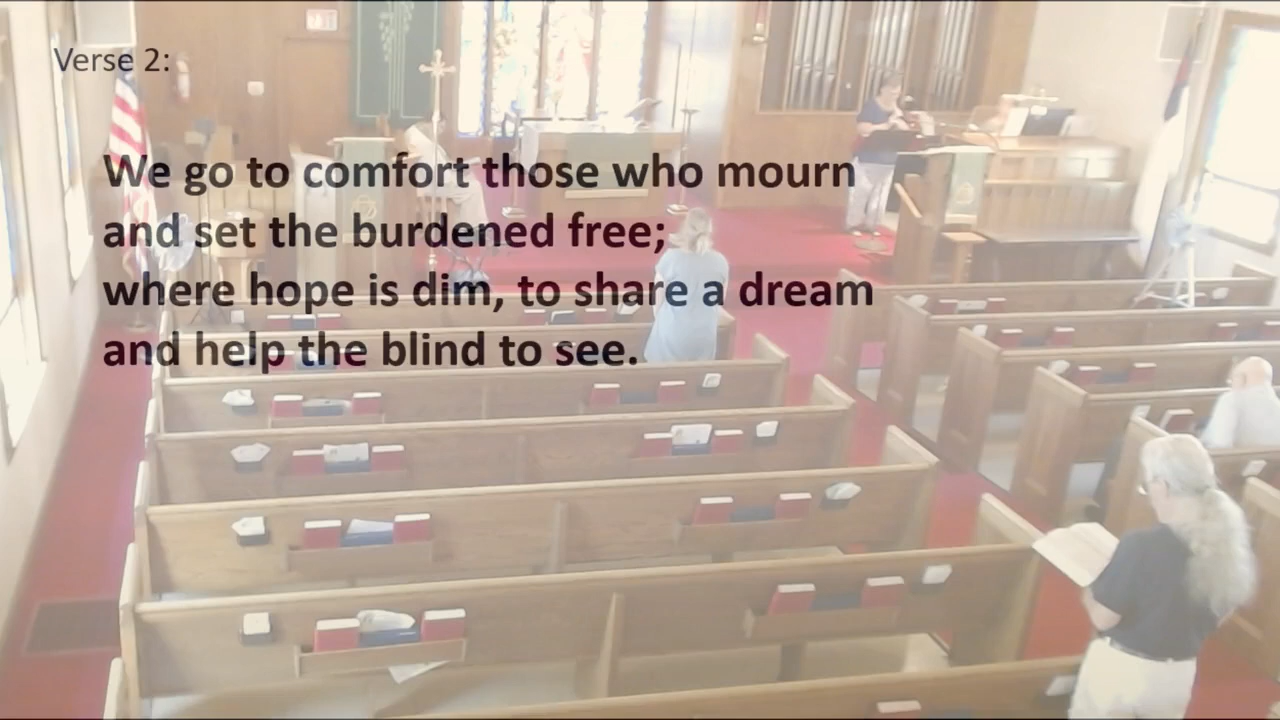 Verse 2:
We go to comfort those who mourn
and set the burdened free;
where hope is dim, to share a dream
and help the blind to see.